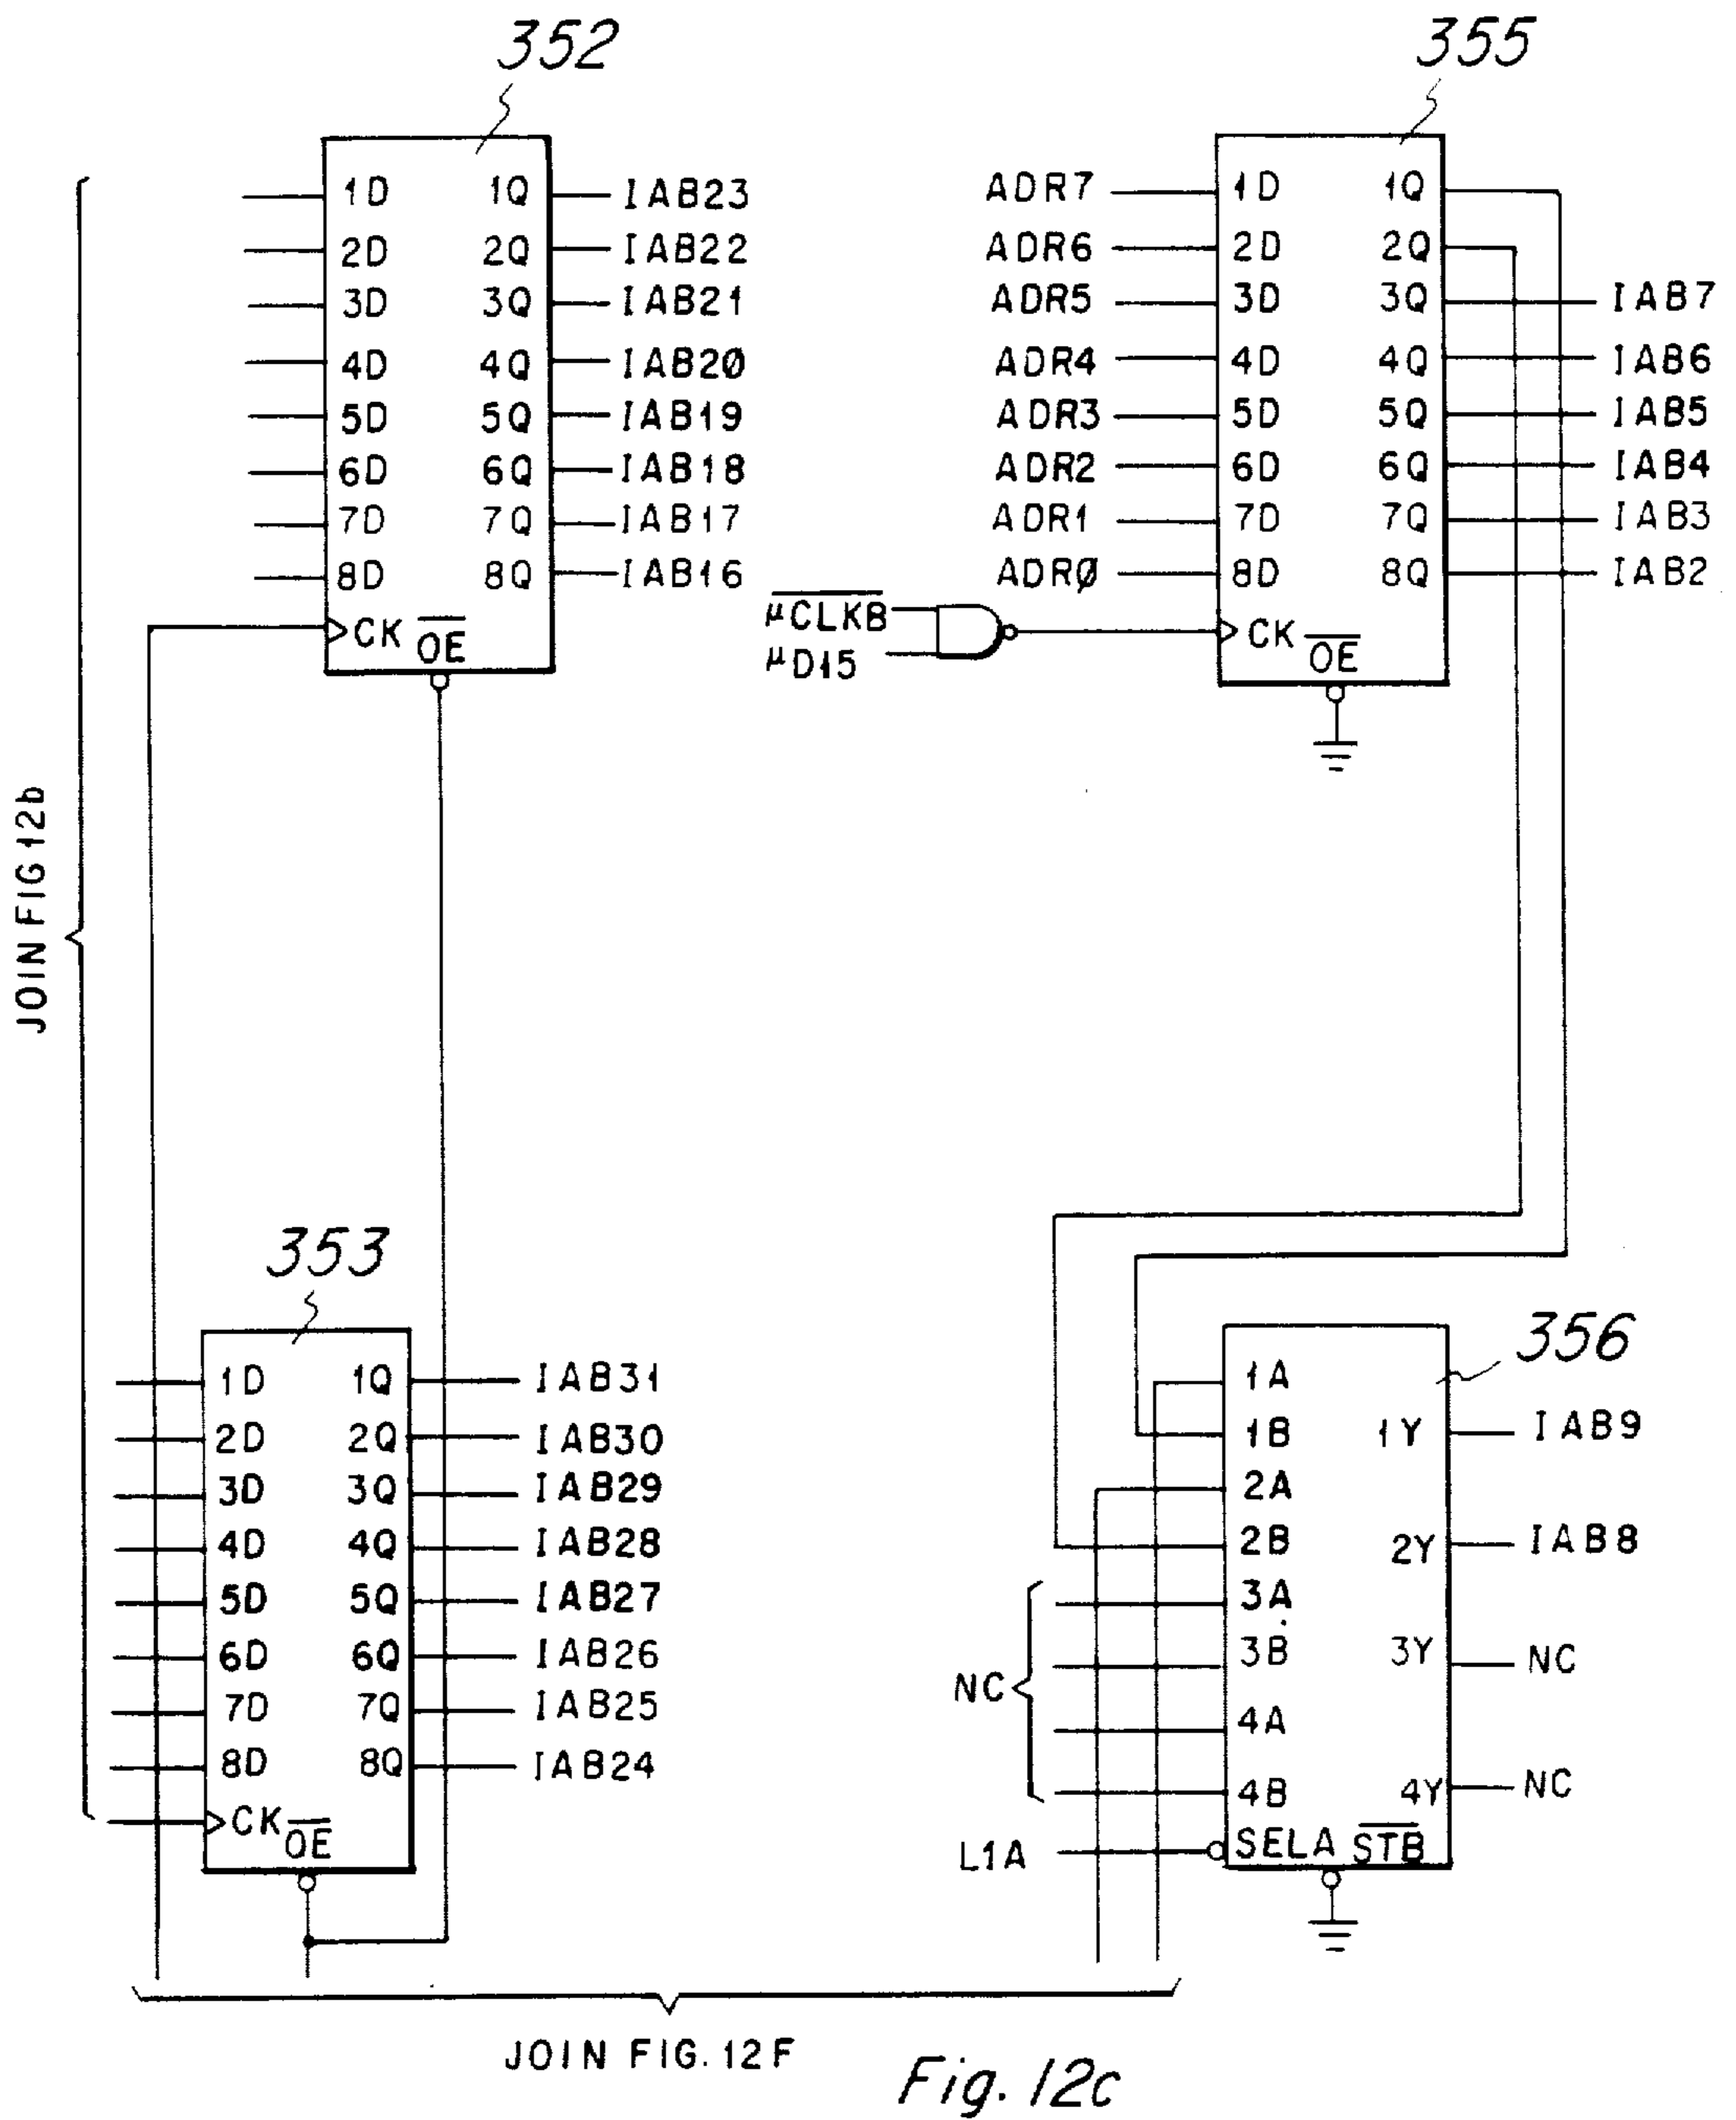 352
1D 1Q IAB23
2D 2Q IAB22
3D 3Q IAB21
4D 4Q IAB20
5D 5Q IAB19
6D 6Q IAB18
7D 7Q IAB17
8D 8Q IAB16
CK OE
355
ADR7 1D 1Q
ADR6 2D 2Q
ADR5 3D 3Q IAB7
ADR4 4D 4Q IAB6
ADR3 5D 5Q IAB5
ADR2 6D 6Q IAB4
ADR1 7D 7Q IAB3
ADRØ 8D 8Q IAB2
μCLKB
μD15
CK OE
JOIN FIG 12b
353
1D 1Q IAB31
2D 2Q IAB30
3D 3Q IAB29
4D 4Q IAB28
5D 5Q IAB27
6D 6Q IAB26
7D 7Q IAB25
8D 8Q IAB24
CK OE
356
1A
1B 1Y IAB9
2A
2B 2Y IAB8
3A
3B 3Y NC
NC
4A
4B 4Y NC
L1A SELA STB
JOIN FIG. 12F
Fig. 12c